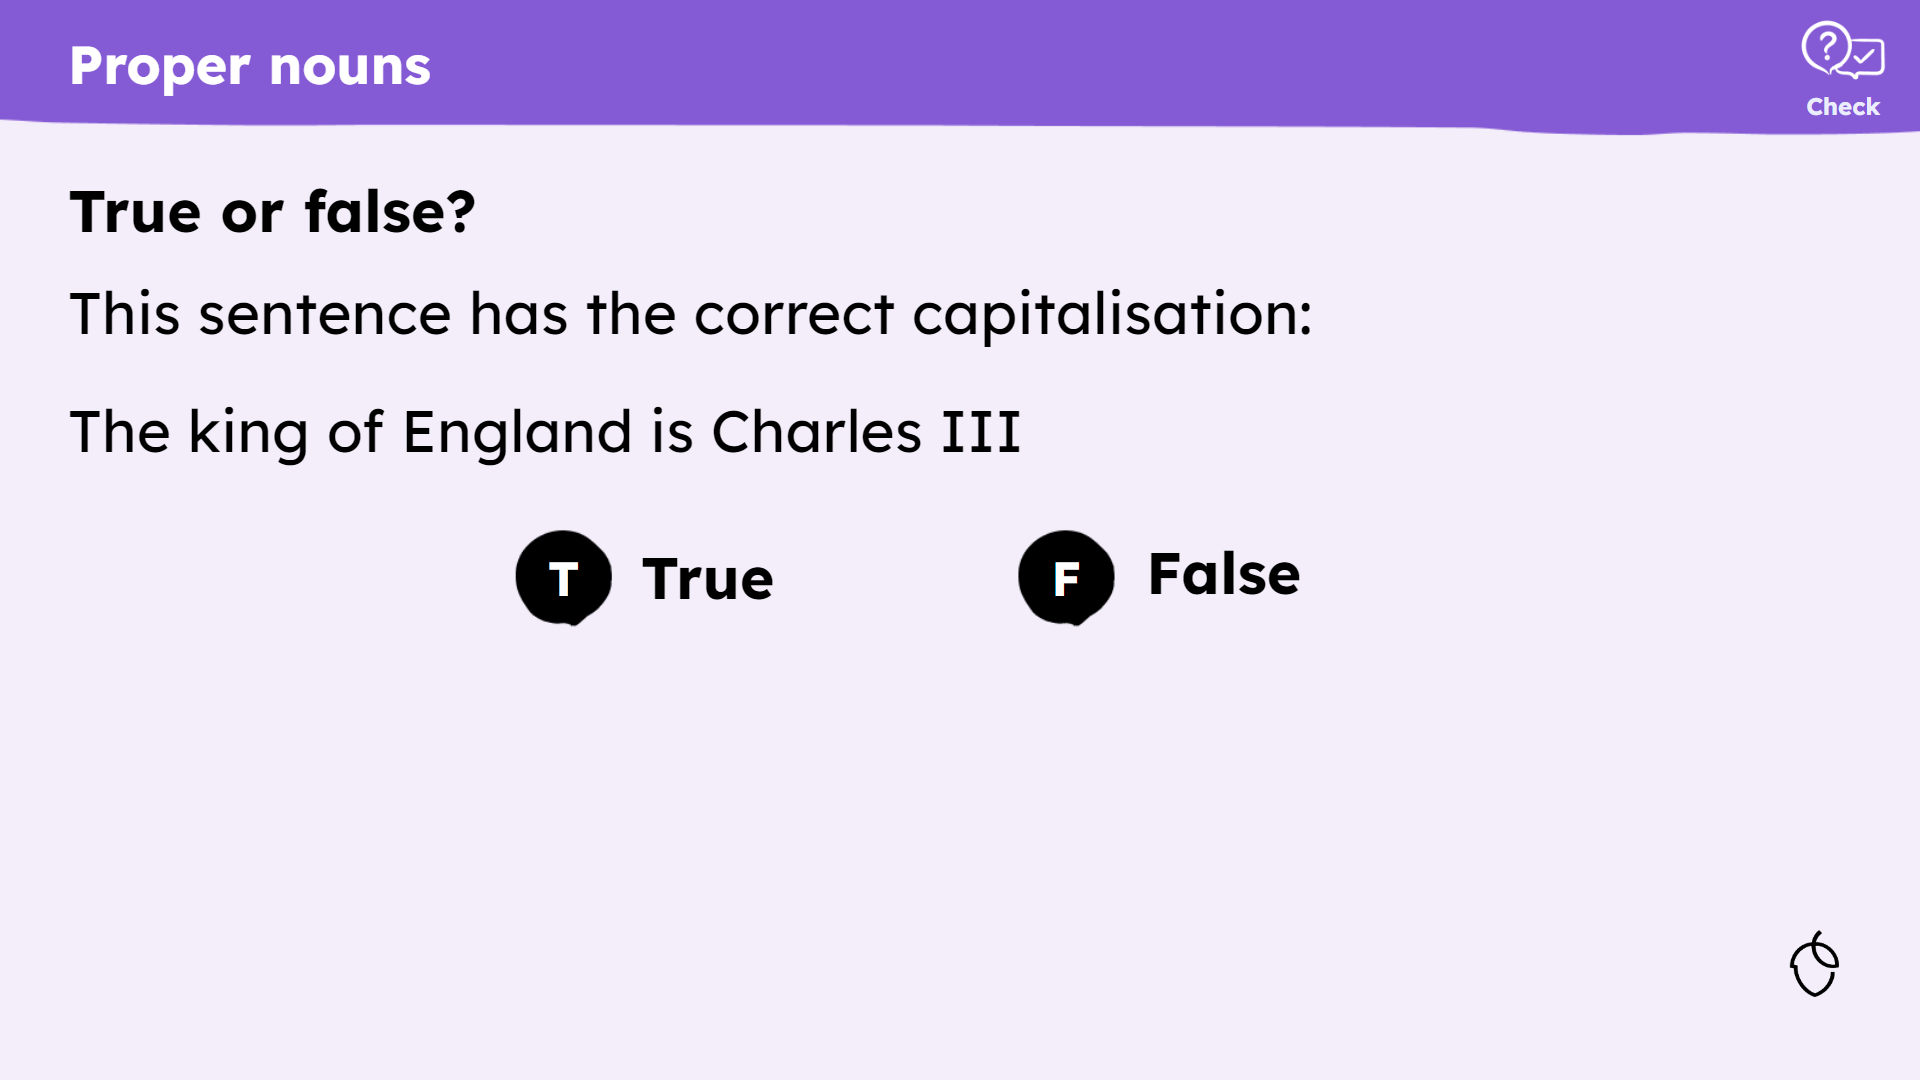 Proper nouns
Check
True or false?
This sentence has the correct capitalisation:
The king of England is Charles III
T True
F False